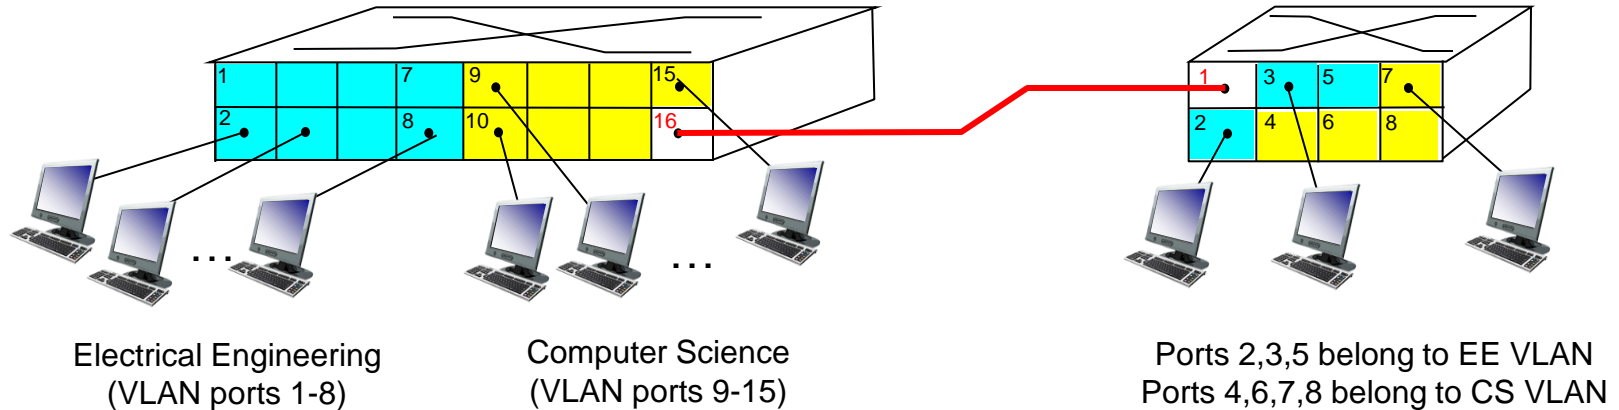 1 7 9 15
2 8 10 16
1 3 5 7
2 4 6 8
... ...
Electrical Engineering
(VLAN ports 1-8)
Computer Science
(VLAN ports 9-15)
Ports 2,3,5 belong to EE VLAN
Ports 4,6,7,8 belong to CS VLAN